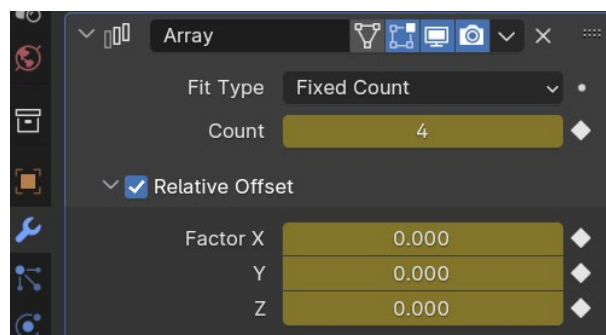 Array
Fit Type Fixed Count
Count 4
Relative Offset
Factor X 0.000
Y 0.000
Z 0.000